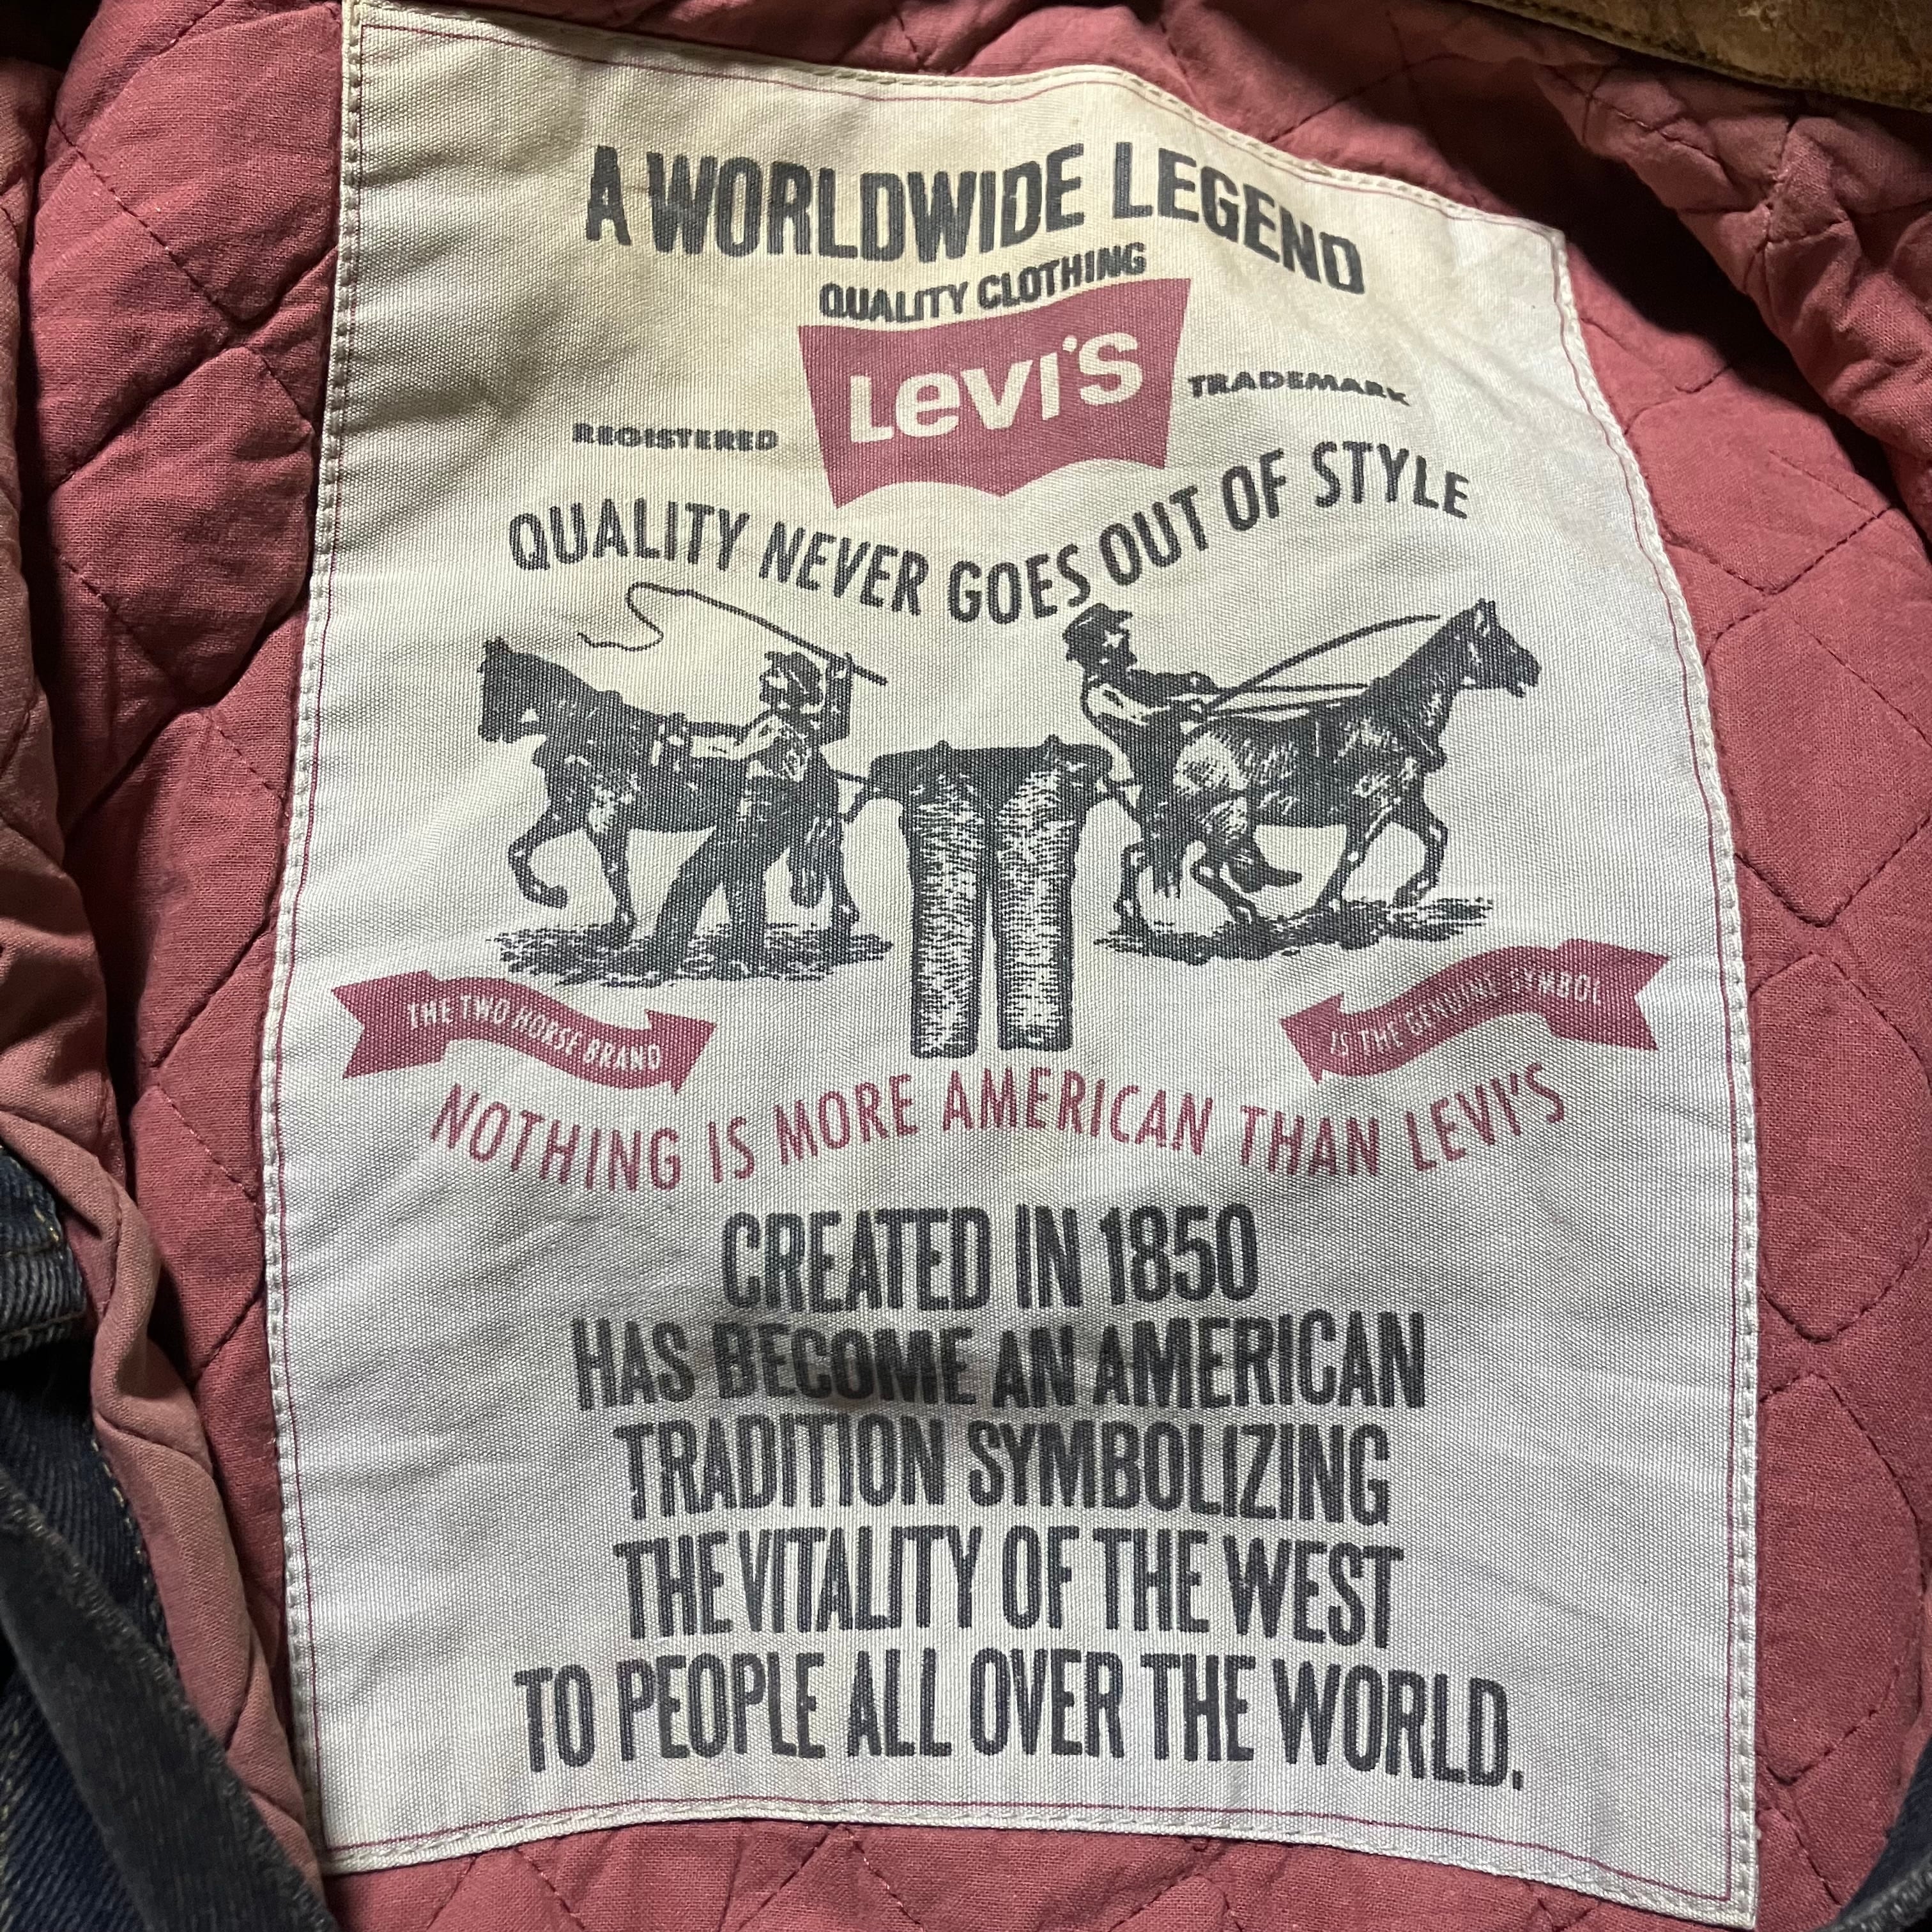 A WORLDWIDE LEGEND
QUALITY CLOTHING
LEVI'S
REGISTERED
TRADEMARK
QUALITY NEVER GOES OUT OF STYLE
THE TWO HORSE BRAND
IS THE GENUINE SYMBOL
NOTHING IS MORE AMERICAN THAN LEVI'S
CREATED IN 1850
HAS BECOME AN AMERICAN
TRADITION SYMBOLIZING
THE VITALITY OF THE WEST
TO PEOPLE ALL OVER THE WORLD.